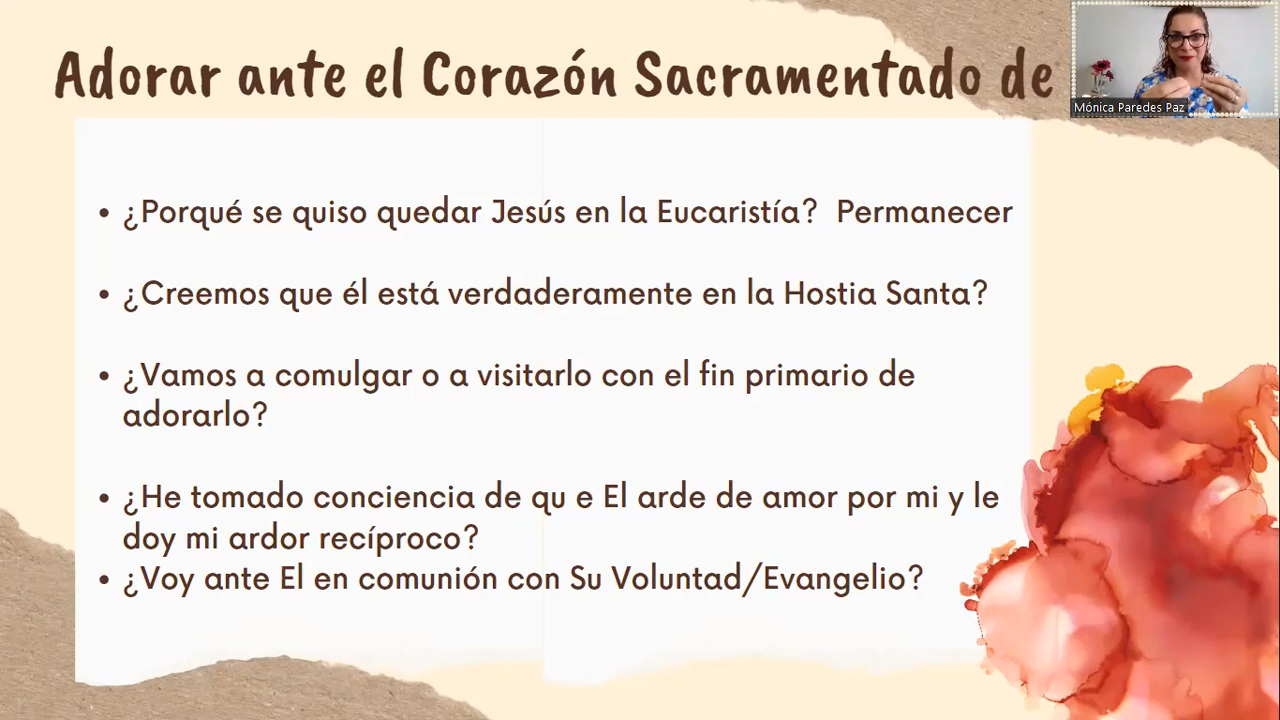 Adorar ante el Corazón Sacramentado de
Mónica Paredes Paz
• ¿Porqué se quiso quedar Jesús en la Eucaristía? Permanecer
• ¿Creemos que él está verdaderamente en la Hostia Santa?
• ¿Vamos a comulgar o a visitarlo con el fin primario de
adorarlo?
• ¿He tomado conciencia de qu e El arde de amor por mi y le
doy mi ardor recíproco?
• ¿Voy ante El en comunión con Su Voluntad/Evangelio?